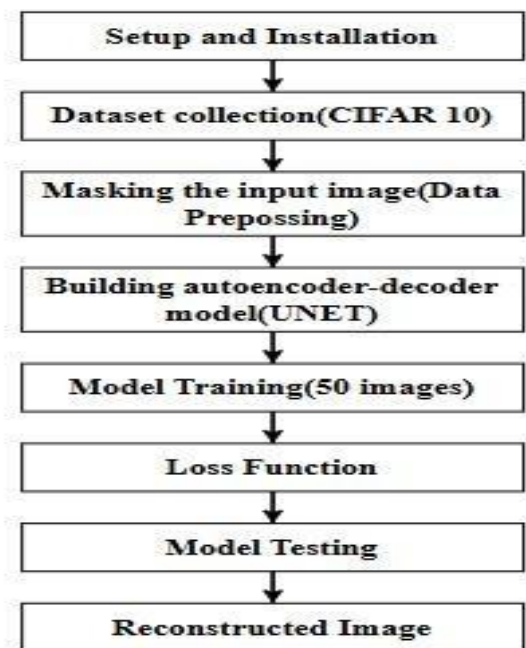 Setup and Installation
Dataset collection(CIFAR 10)
Masking the input image(Data
Prepossing)
Building autoencoder-decoder
model(UNET)
Model Training(50 images)
Loss Function
Model Testing
Reconstructed Image